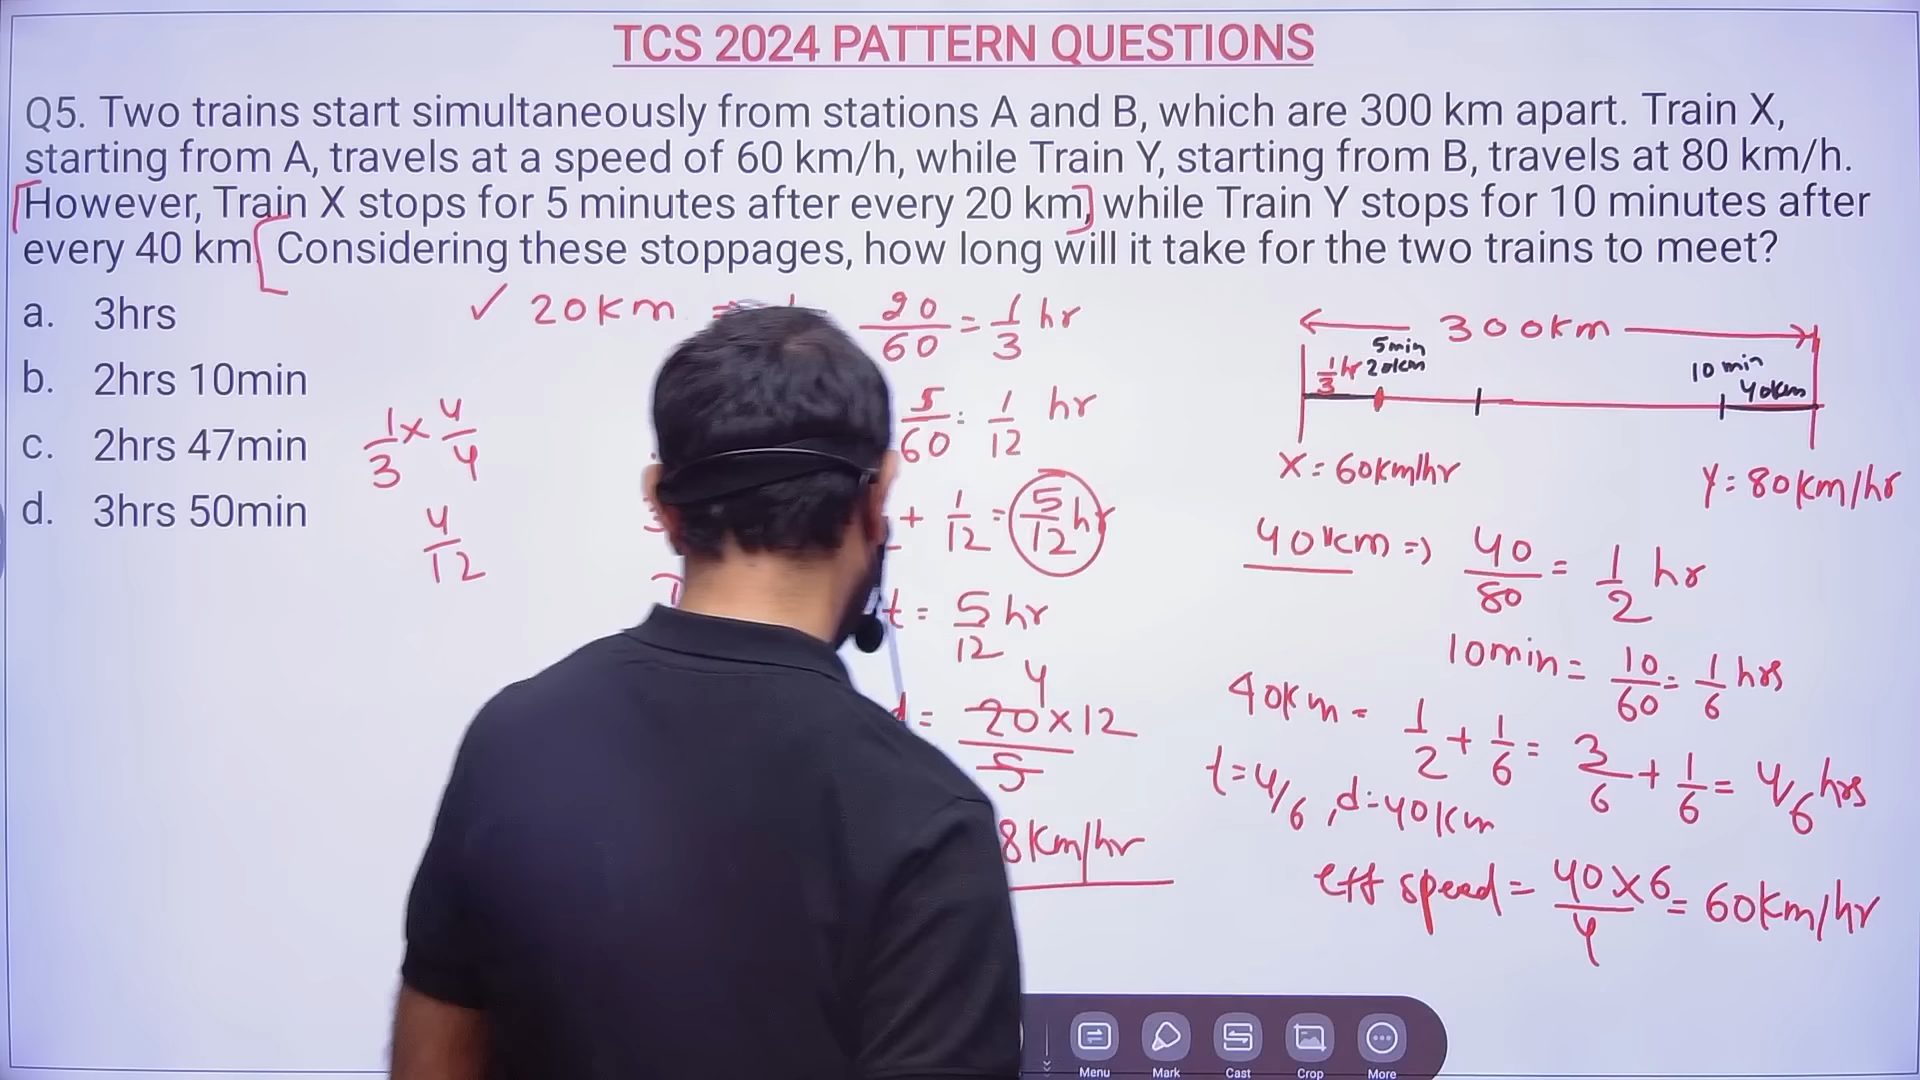 TCS 2024 PATTERN QUESTIONS
Q5. Two trains start simultaneously from stations A and B, which are 300 km apart. Train X,
starting from A, travels at a speed of 60 km/h, while Train Y, starting from B, travels at 80 km/h.
However, Train X stops for 5 minutes after every 20 km, while Train Y stops for 10 minutes after
every 40 km. Considering these stoppages, how long will it take for the two trains to meet?
a. 3hrs
b. 2hrs 10min
c. 2hrs 47min
d. 3hrs 50min
✓ 20km =
20/60 = 1/3 hr
5/60 = 1/12 hr
1/3 × 4/4
4/12
+ 1/12 = 5/12 hr
t = 5/12 hr
4
d = 20×12/5
8km/hr
300km
1/3 hr
5min
20km
10 min
40km
X = 60km/hr
Y = 80km/hr
40km => 40/80 = 1/2 hr
10min = 10/60 = 1/6 hrs
40km = 1/2 + 1/6 = 3/6 + 1/6 = 4/6 hrs
t = 4/6, d = 40km
eff speed = 40×6/4 = 60km/hr
Menu
Mark
Cast
Crop
More